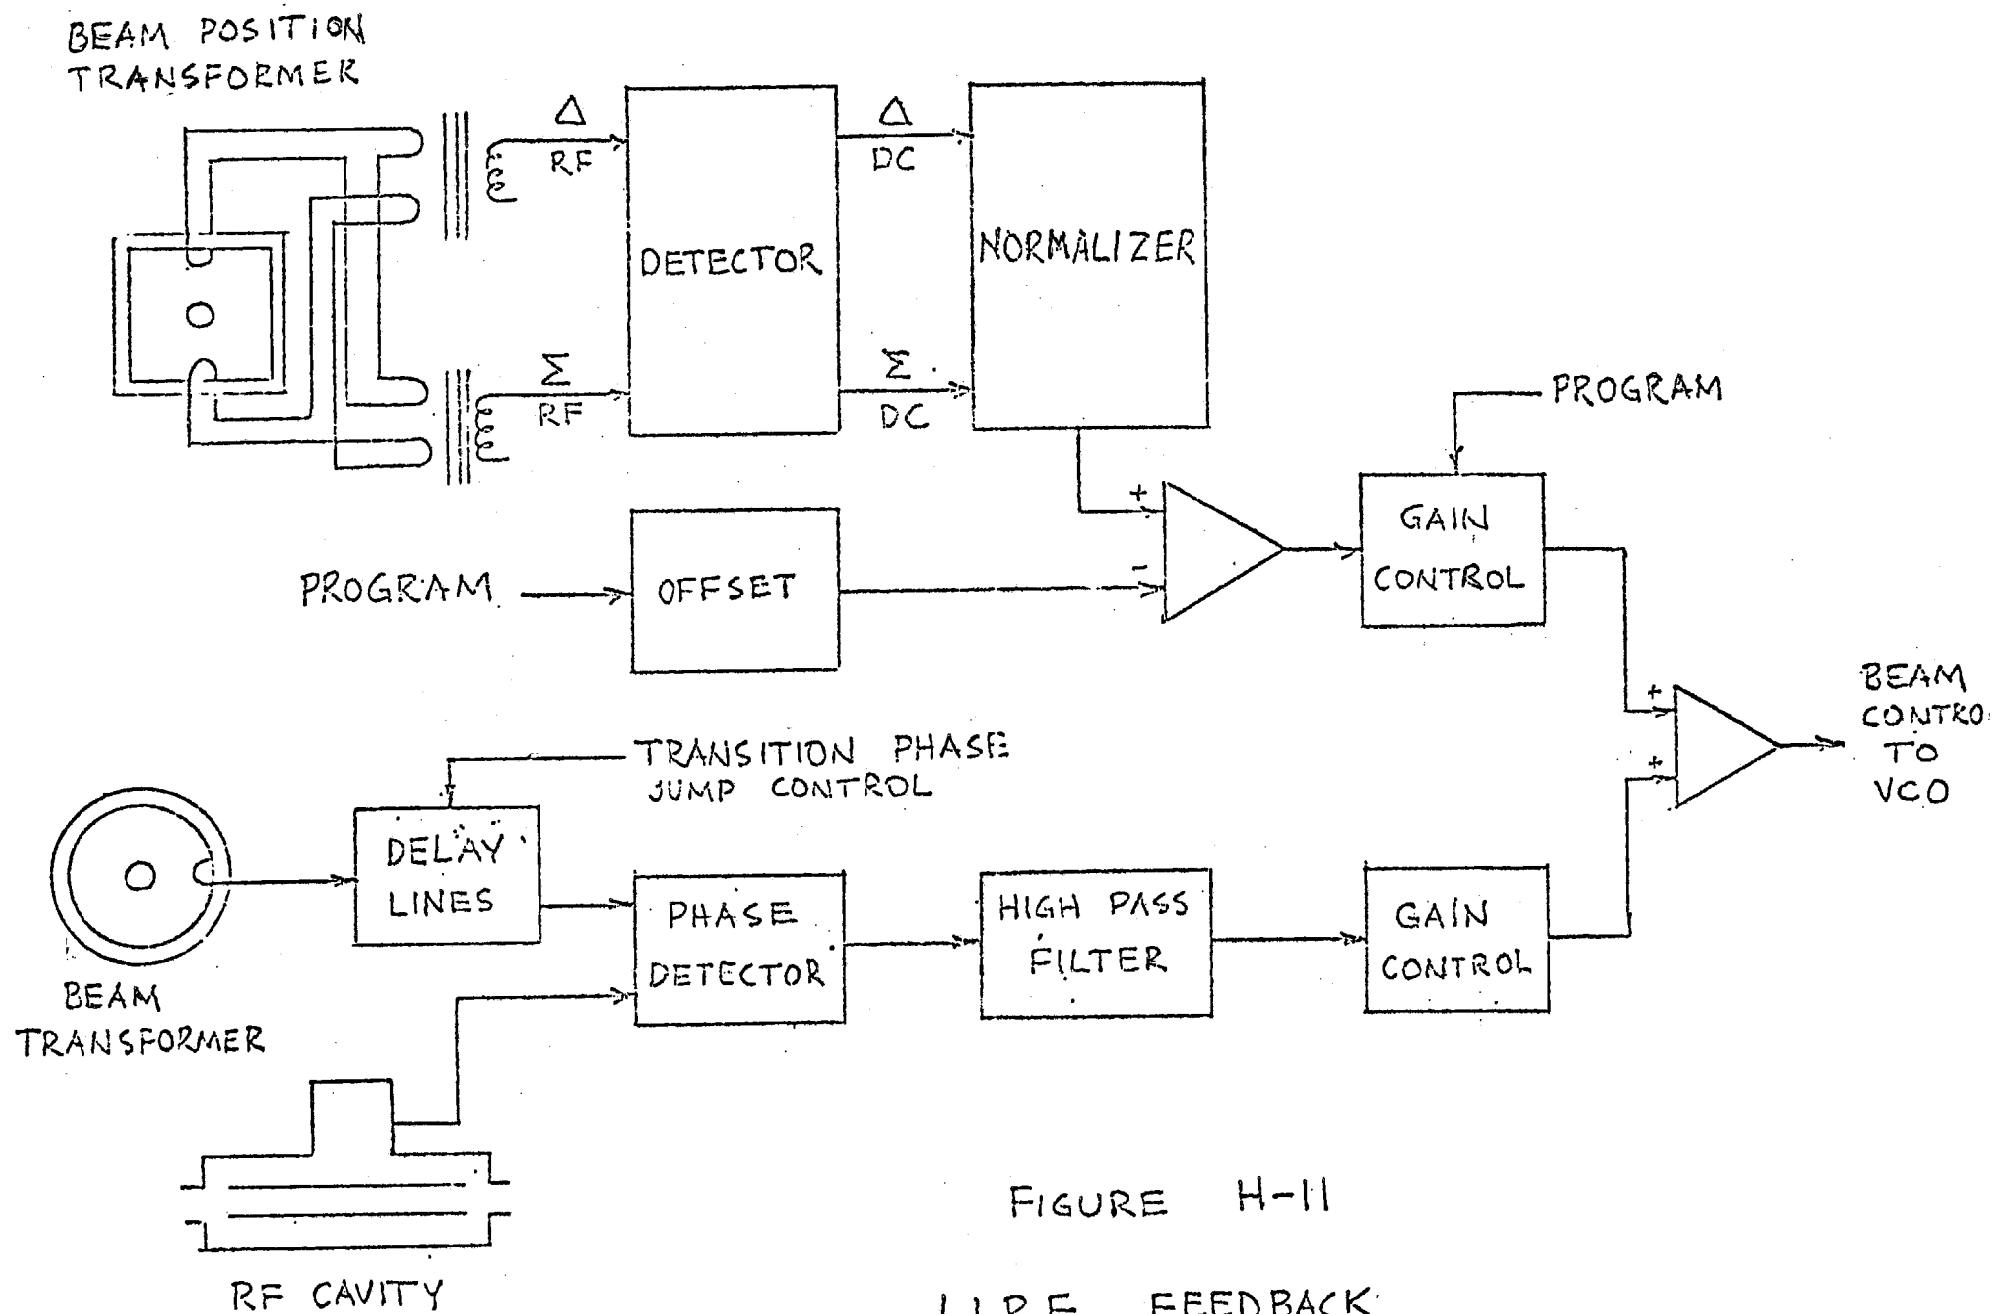 BEAM POSITION
TRANSFORMER
Δ
RF
Δ
DC
DETECTOR
NORMALIZER
Σ
RF
Σ
DC
PROGRAM
+
-
GAIN
CONTROL
PROGRAM
OFFSET
+
+
BEAM
CONTRO
TO
VCO
TRANSITION PHASE
JUMP CONTROL
DELAY
LINES
PHASE
DETECTOR
HIGH PASS
FILTER
GAIN
CONTROL
BEAM
TRANSFORMER
RF CAVITY
FIGURE H-11
FEEDBACK